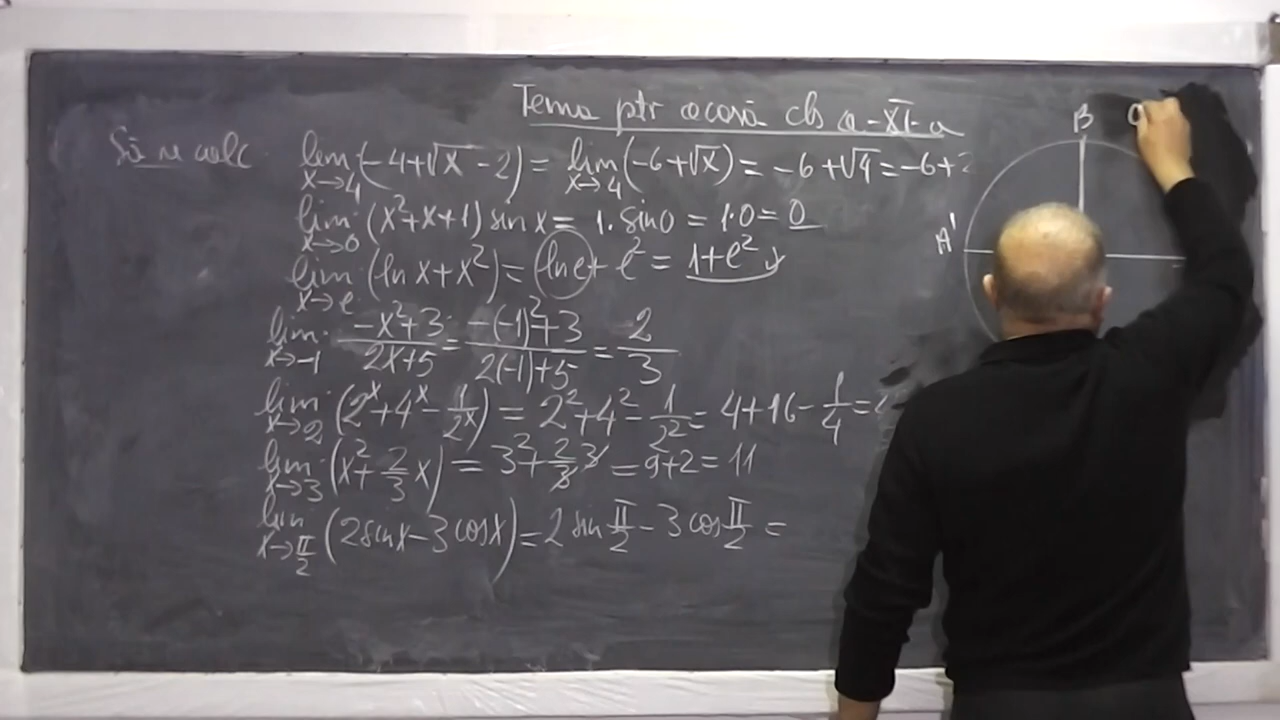 Tema ptr acasă cls a-XI-a
Să se calc
lim x→4 (-4+√x -2) = lim x→4 (-6+√x) = -6+√4 = -6+2
lim x→0 (x²+x+1) sin x = 1·sin0 = 1·0 = 0
lim x→e (ln x + x²) = ln e + e² = 1+e²
lim x→-1 (-x²+3)/(2x+5) = (-(-1)²+3)/(2(-1)+5) = 2/3
lim x→2 (2^x+4^x - 1/2^x) = 2²+4² - 1/2² = 4+16 - 1/4 =
lim x→3 (x² + 2/3 x) = 3² + 2/3 3 = 9+2 = 11
lim x→π/2 (2sin x - 3cos x) = 2 sin π/2 - 3 cos π/2 =
B
A'